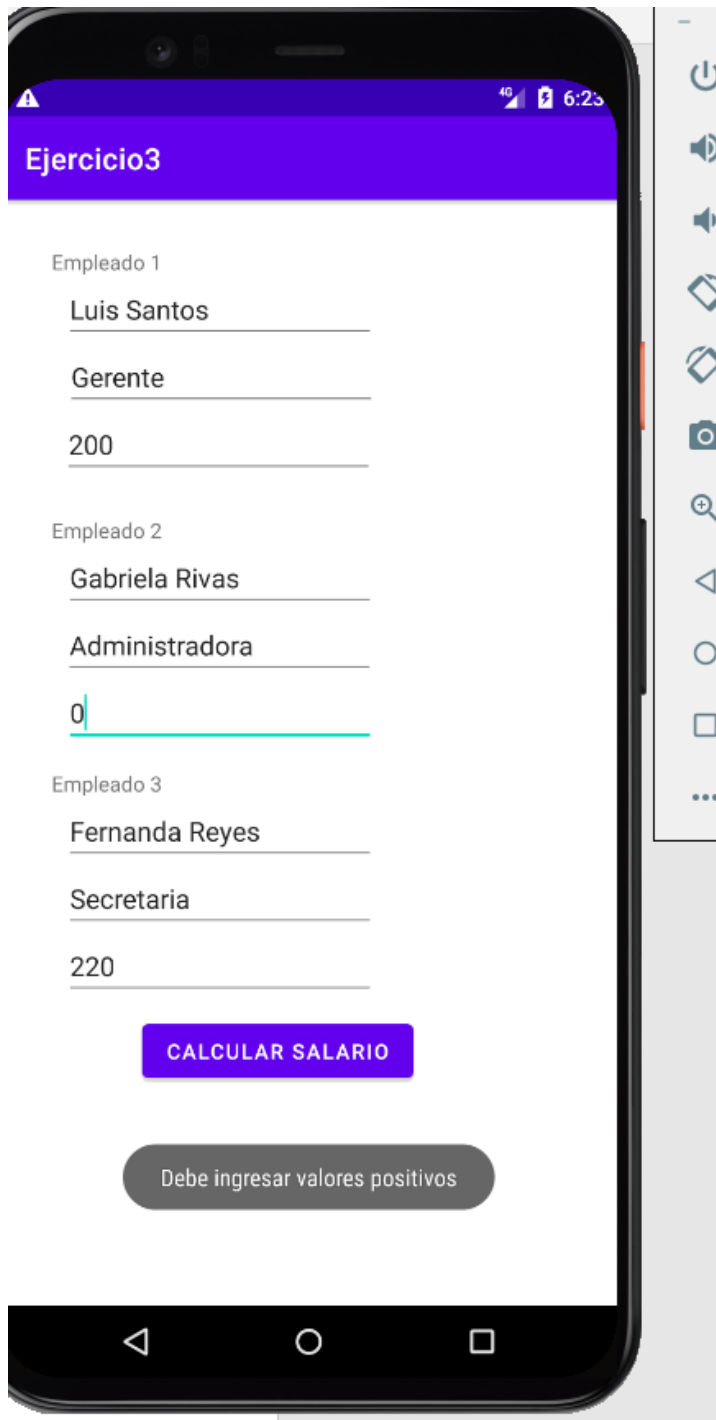 4G 6:23
Ejercicio3
Empleado 1
Luis Santos
Gerente
200
Empleado 2
Gabriela Rivas
Administradora
0
Empleado 3
Fernanda Reyes
Secretaria
220
CALCULAR SALARIO
Debe ingresar valores positivos